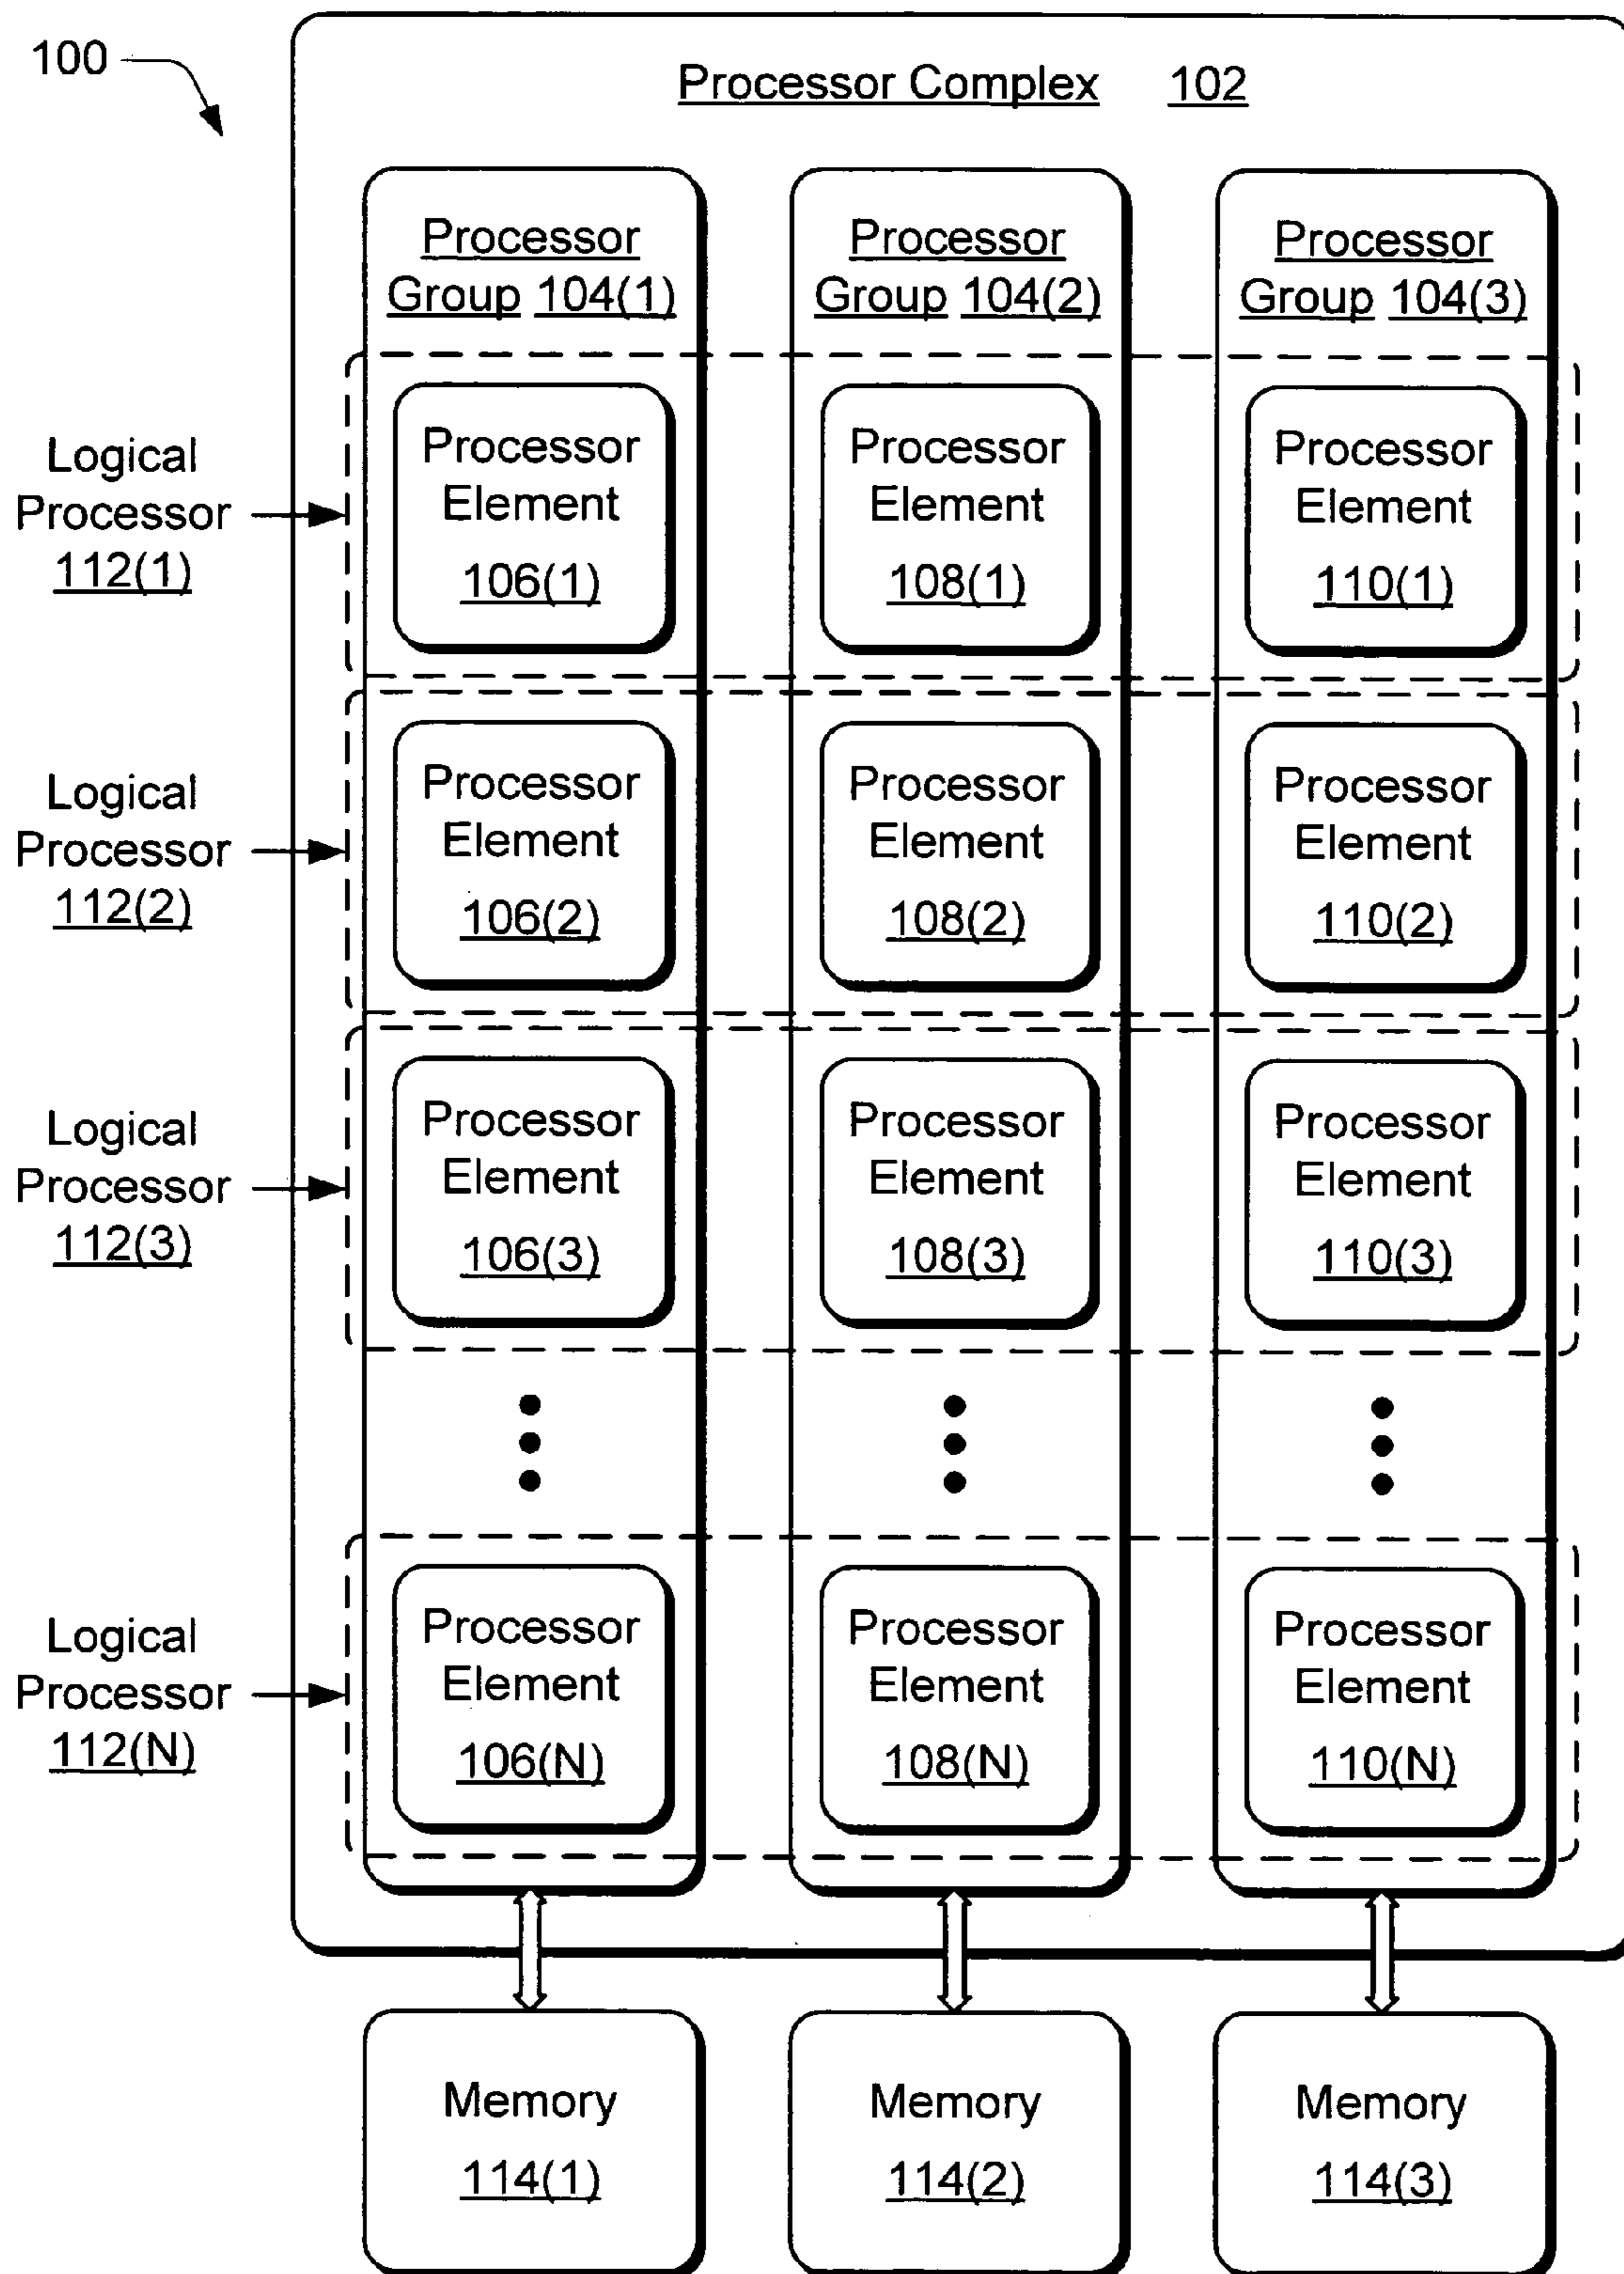 100
Processor Complex 102
Processor
Group 104(1)
Processor
Group 104(2)
Processor
Group 104(3)
Logical
Processor
112(1)
Processor
Element
106(1)
Processor
Element
108(1)
Processor
Element
110(1)
Logical
Processor
112(2)
Processor
Element
106(2)
Processor
Element
108(2)
Processor
Element
110(2)
Logical
Processor
112(3)
Processor
Element
106(3)
Processor
Element
108(3)
Processor
Element
110(3)
Logical
Processor
112(N)
Processor
Element
106(N)
Processor
Element
108(N)
Processor
Element
110(N)
Memory
114(1)
Memory
114(2)
Memory
114(3)